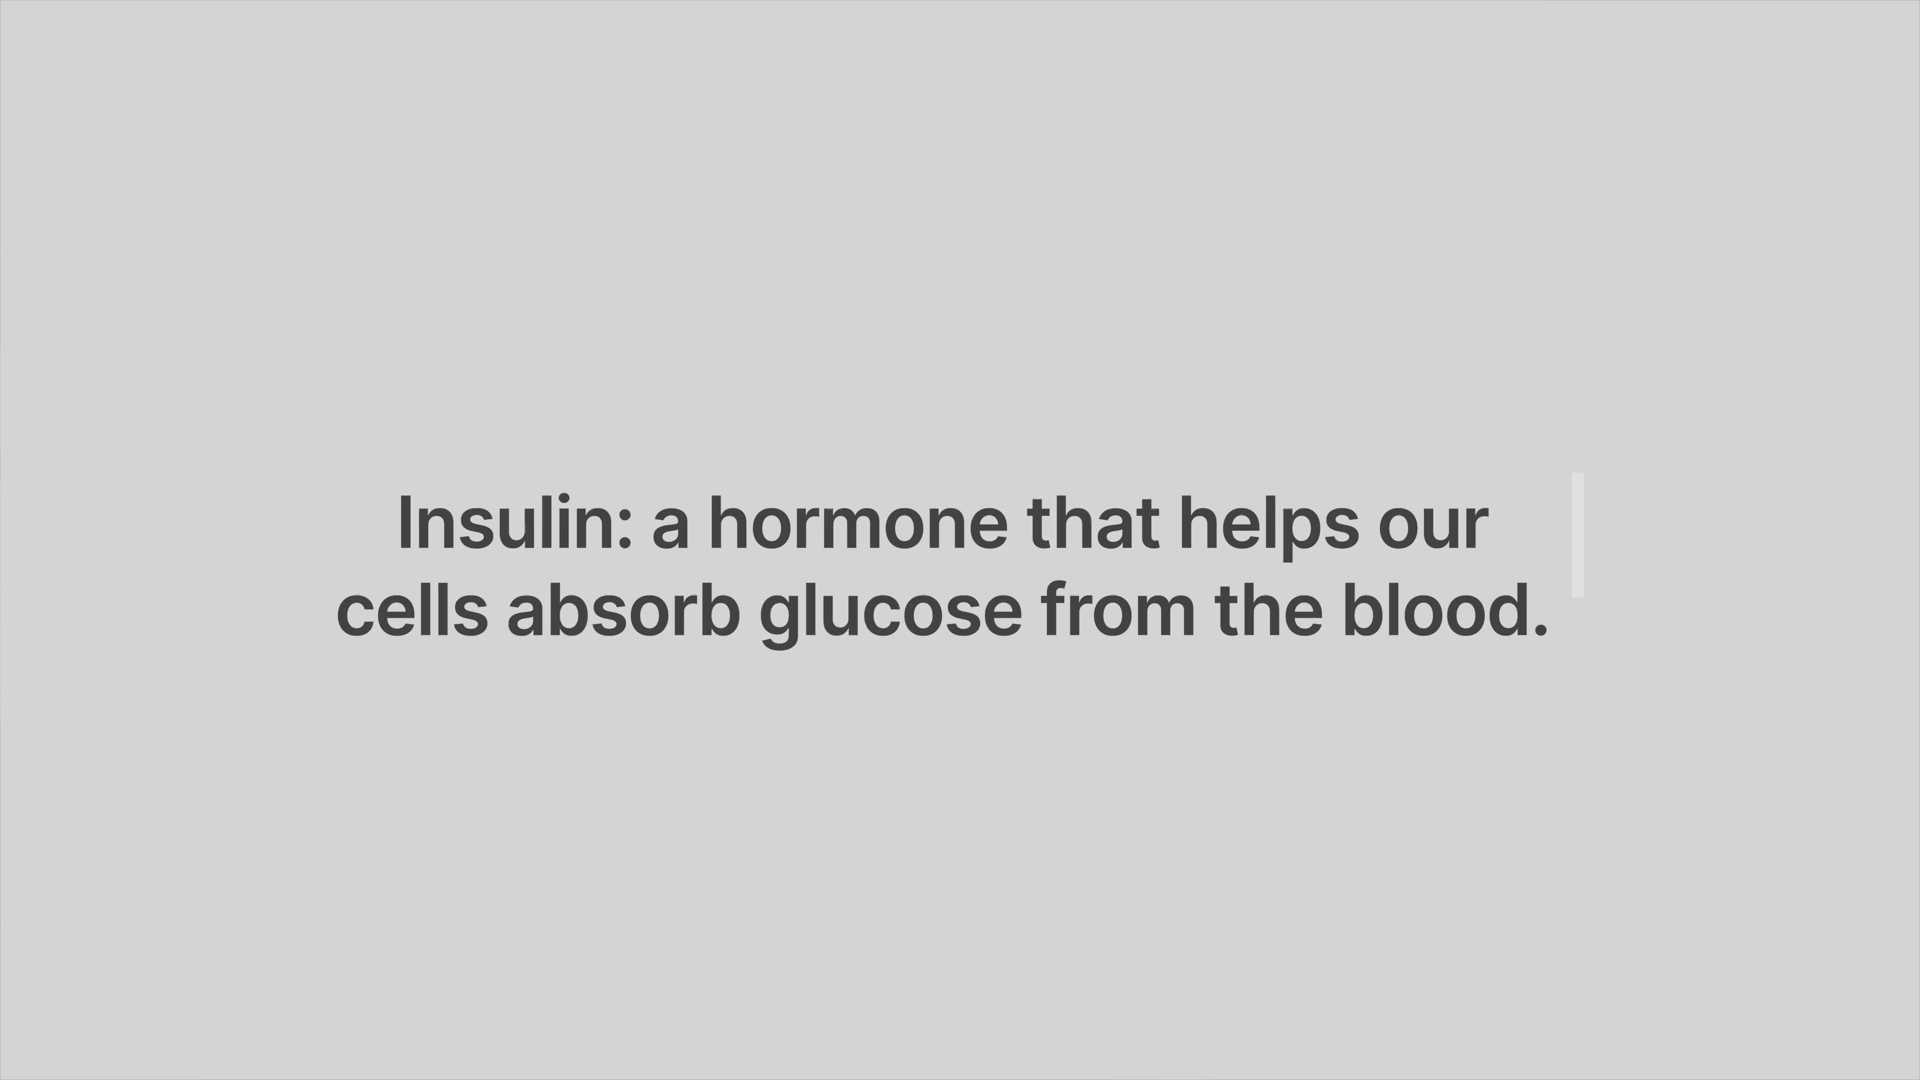 Insulin: a hormone that helps our
cells absorb glucose from the blood.